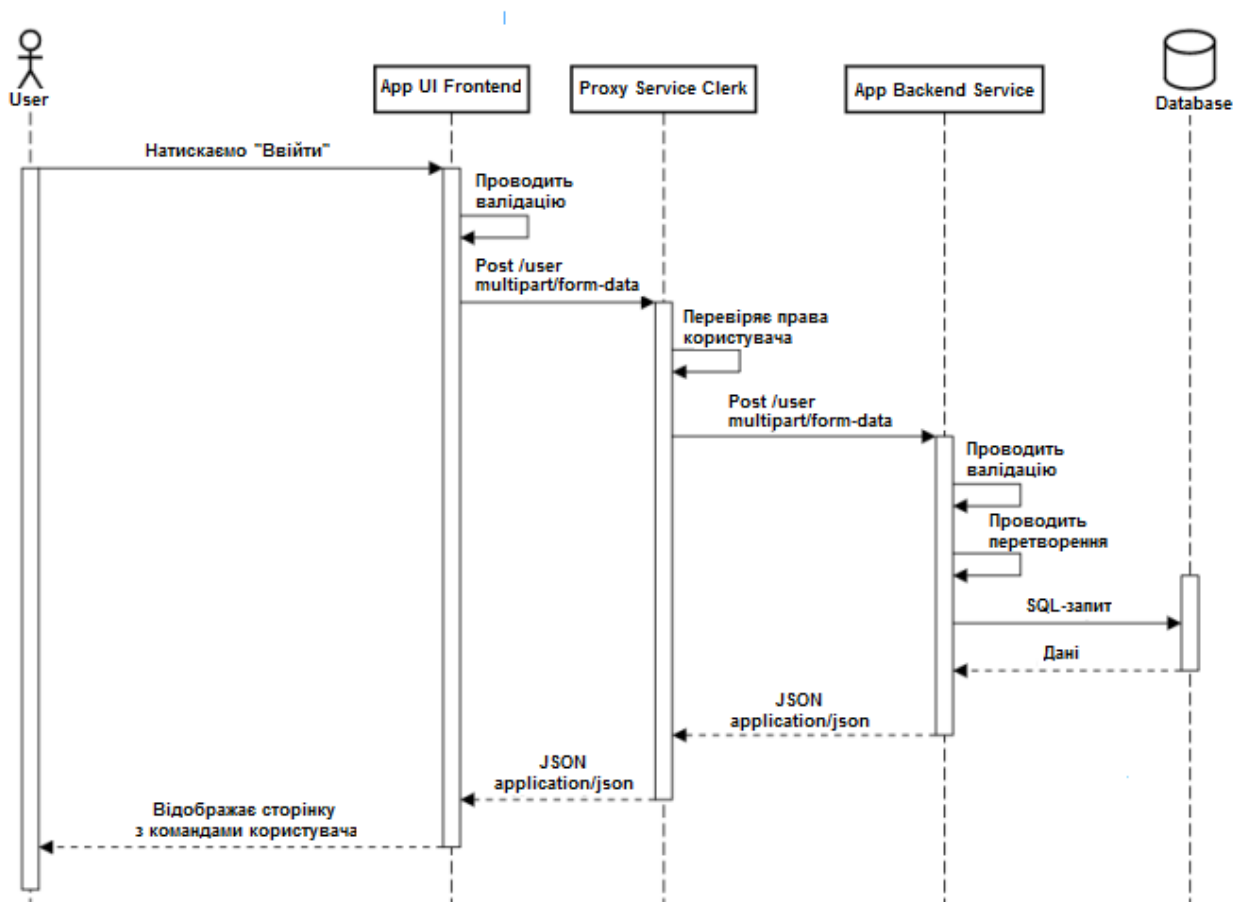 User
App UI Frontend
Proxy Service Clerk
App Backend Service
Database
Натискаємо "Ввійти"
Проводить
валідацію
Post /user
multipart/form-data
Перевіряє права
користувача
Post /user
multipart/form-data
Проводить
валідацію
Проводить
перетворення
SQL-запит
Дані
JSON
application/json
JSON
application/json
Відображає сторінку
з командами користувача